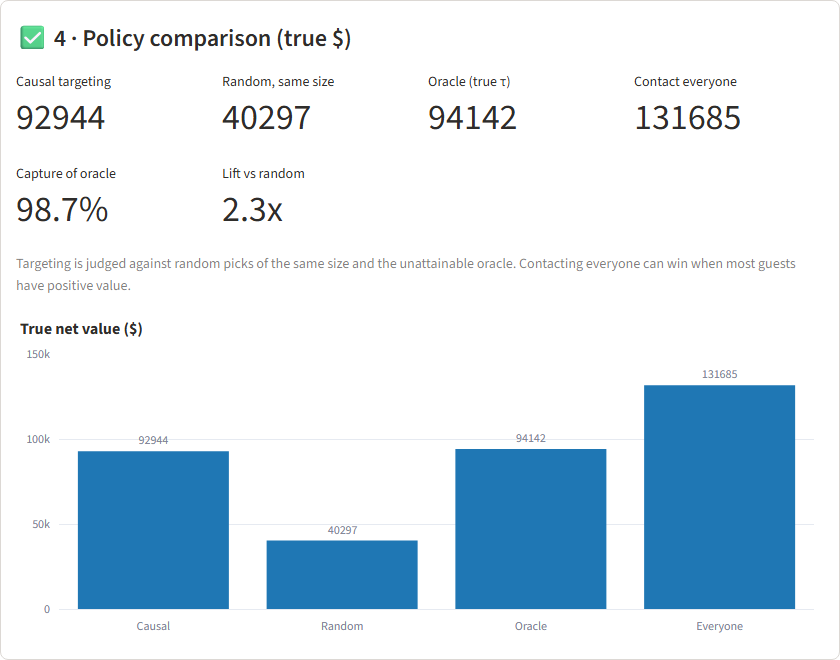 ✅ 4 · Policy comparison (true $)
Causal targeting
Random, same size
Oracle (true τ)
Contact everyone
92944
40297
94142
131685
Capture of oracle
Lift vs random
98.7%
2.3x
Targeting is judged against random picks of the same size and the unattainable oracle. Contacting everyone can win when most guests
have positive value.
True net value ($)
150k
100k
50k
0
92944
40297
94142
131685
Causal
Random
Oracle
Everyone